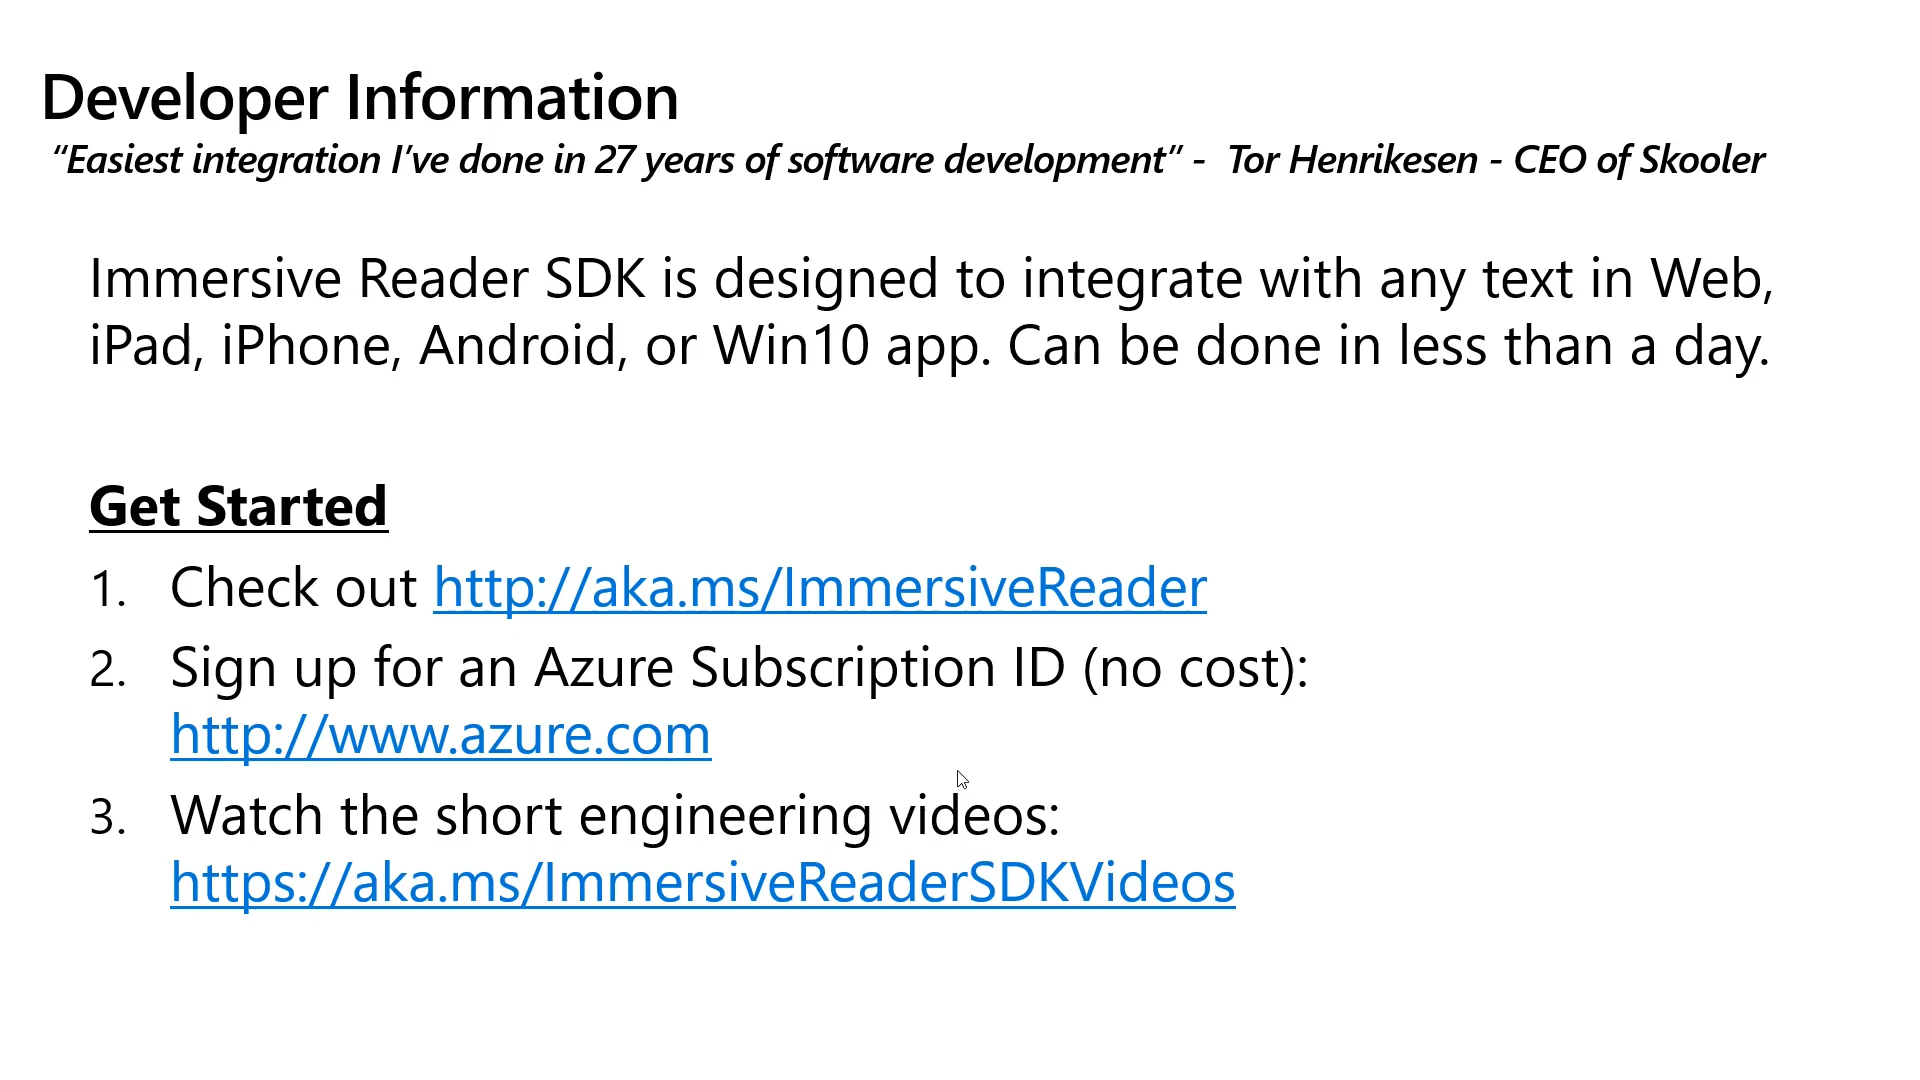 Developer Information
“Easiest integration I’ve done in 27 years of software development” - Tor Henrikesen - CEO of Skooler
Immersive Reader SDK is designed to integrate with any text in Web,
iPad, iPhone, Android, or Win10 app. Can be done in less than a day.
Get Started
1. Check out http://aka.ms/ImmersiveReader
2. Sign up for an Azure Subscription ID (no cost):
http://www.azure.com
3. Watch the short engineering videos:
https://aka.ms/ImmersiveReaderSDKVideos